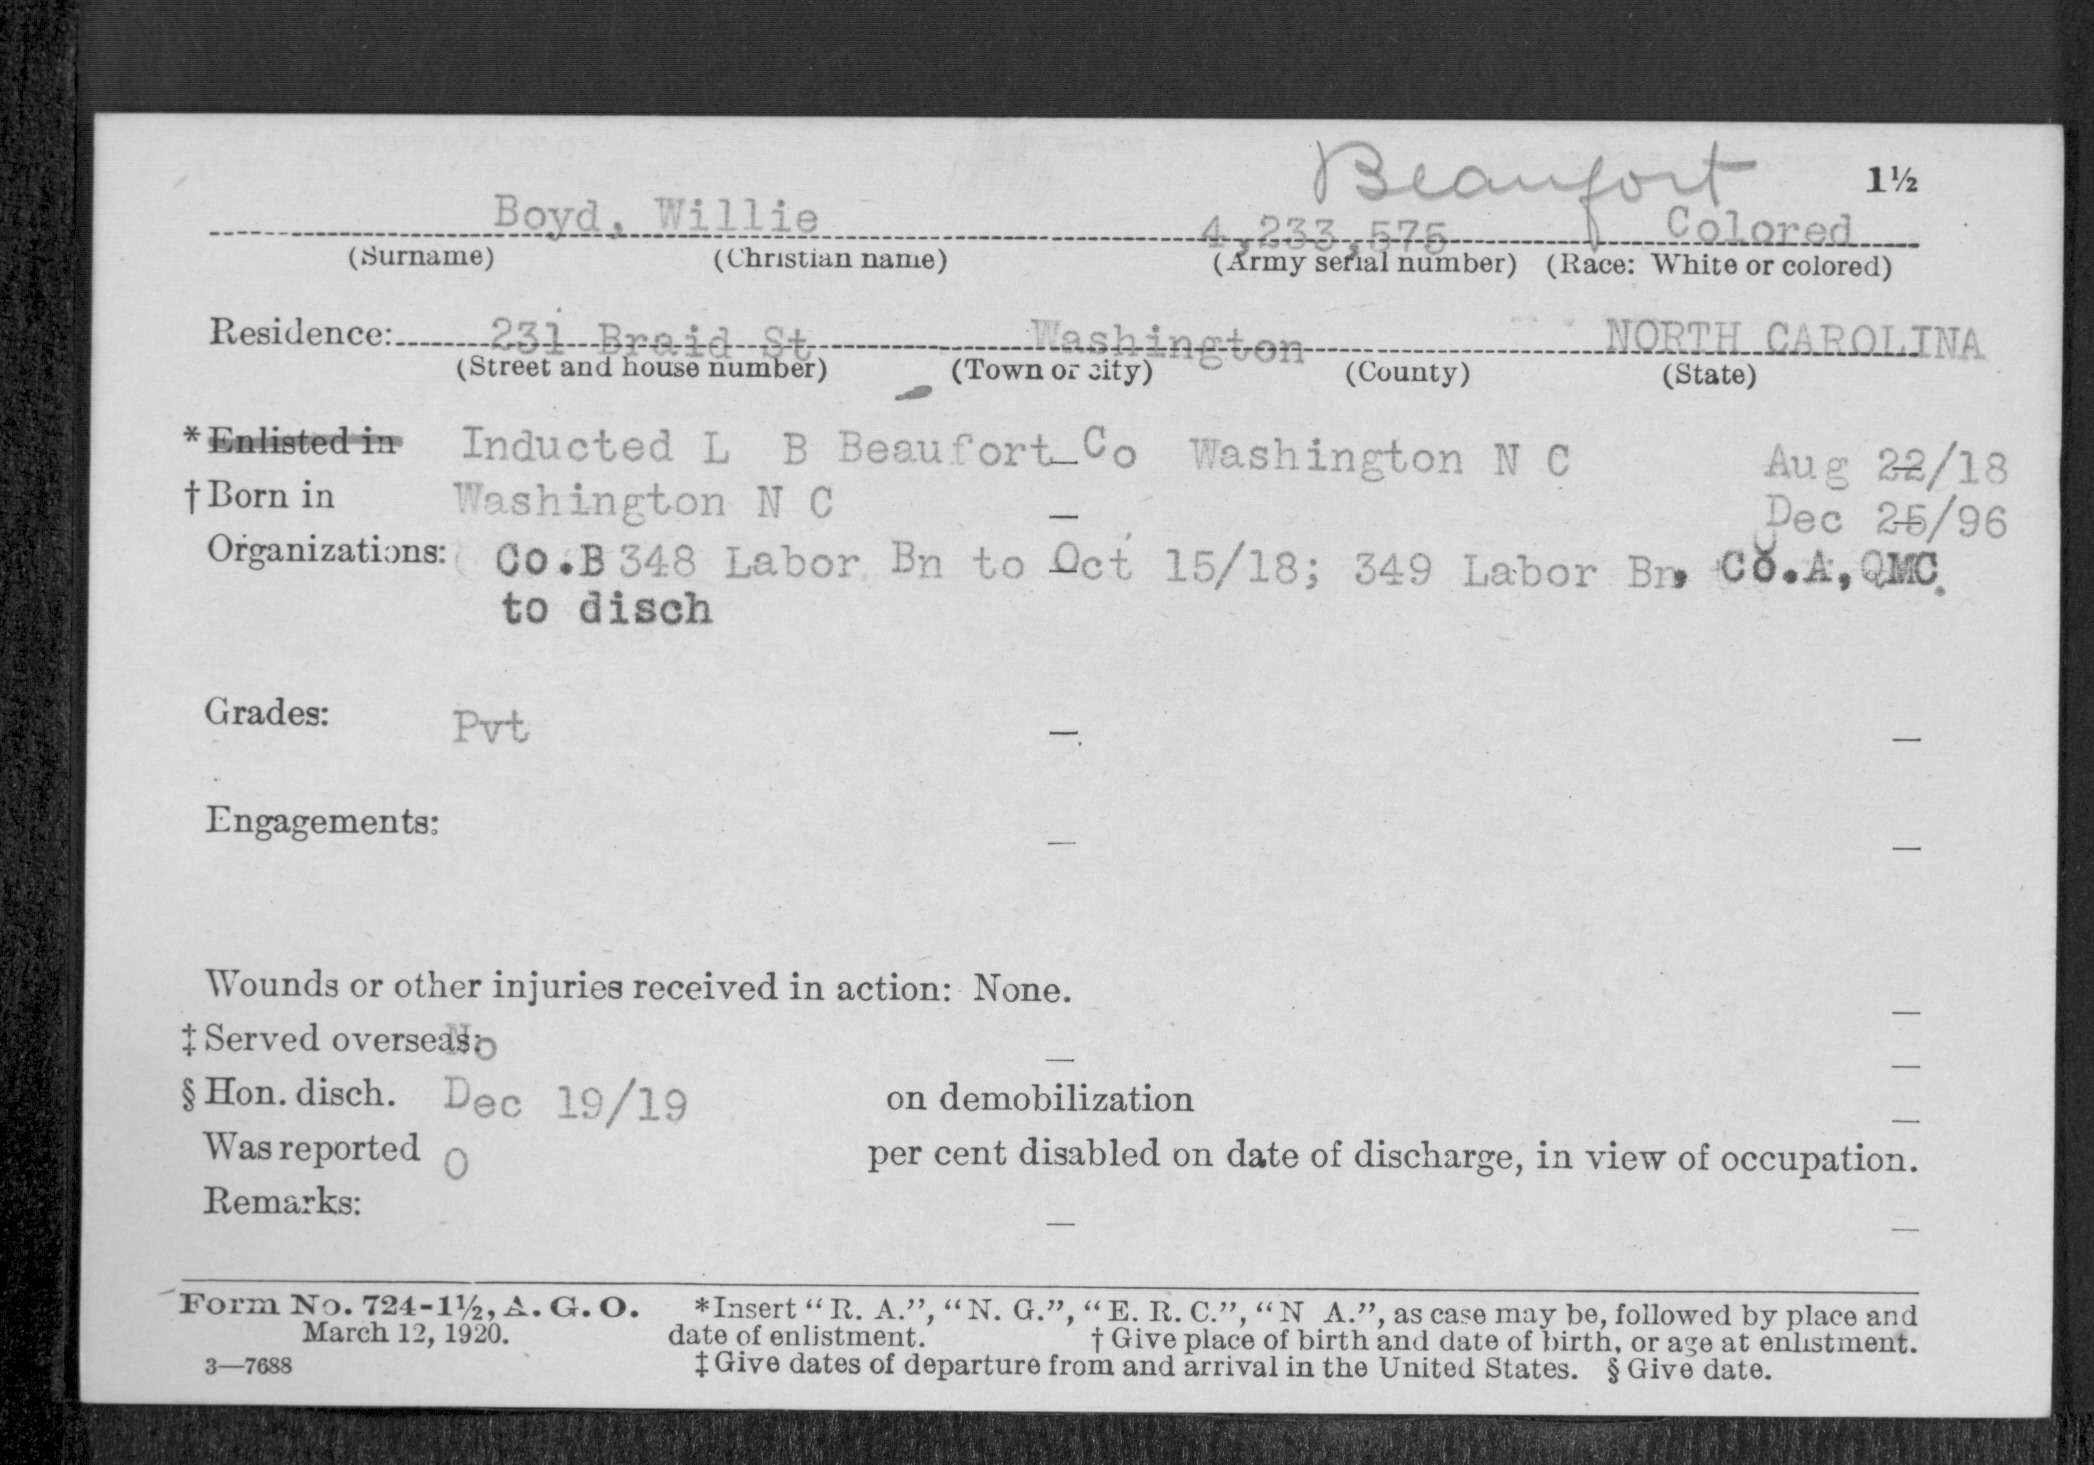 Beaufort 1½
Boyd, Willie 4,233,575 Colored
(Surname) (Christian name) (Army serial number) (Race: White or colored)
Residence: 231 Braid St Washington NORTH CAROLINA
(Street and house number) (Town or city) (County) (State)
* Enlisted in Inducted L B Beaufort Co Washington N C Aug 22/18
† Born in Washington N C Dec 25/96
Organizations: Co.B 348 Labor Bn to Oct 15/18; 349 Labor Bn, Co.A, QMC.
to disch
Grades: Pvt
Engagements:
Wounds or other injuries received in action: None.
‡ Served overseas: No
§ Hon. disch. Dec 19/19 on demobilization
Was reported 0 per cent disabled on date of discharge, in view of occupation.
Remarks:
Form No. 724-1½, A. G. O. *Insert "R. A.", "N. G.", "E. R. C.", "N A.", as case may be, followed by place and
March 12, 1920. date of enlistment. † Give place of birth and date of birth, or age at enlistment.
3—7688 ‡ Give dates of departure from and arrival in the United States. § Give date.